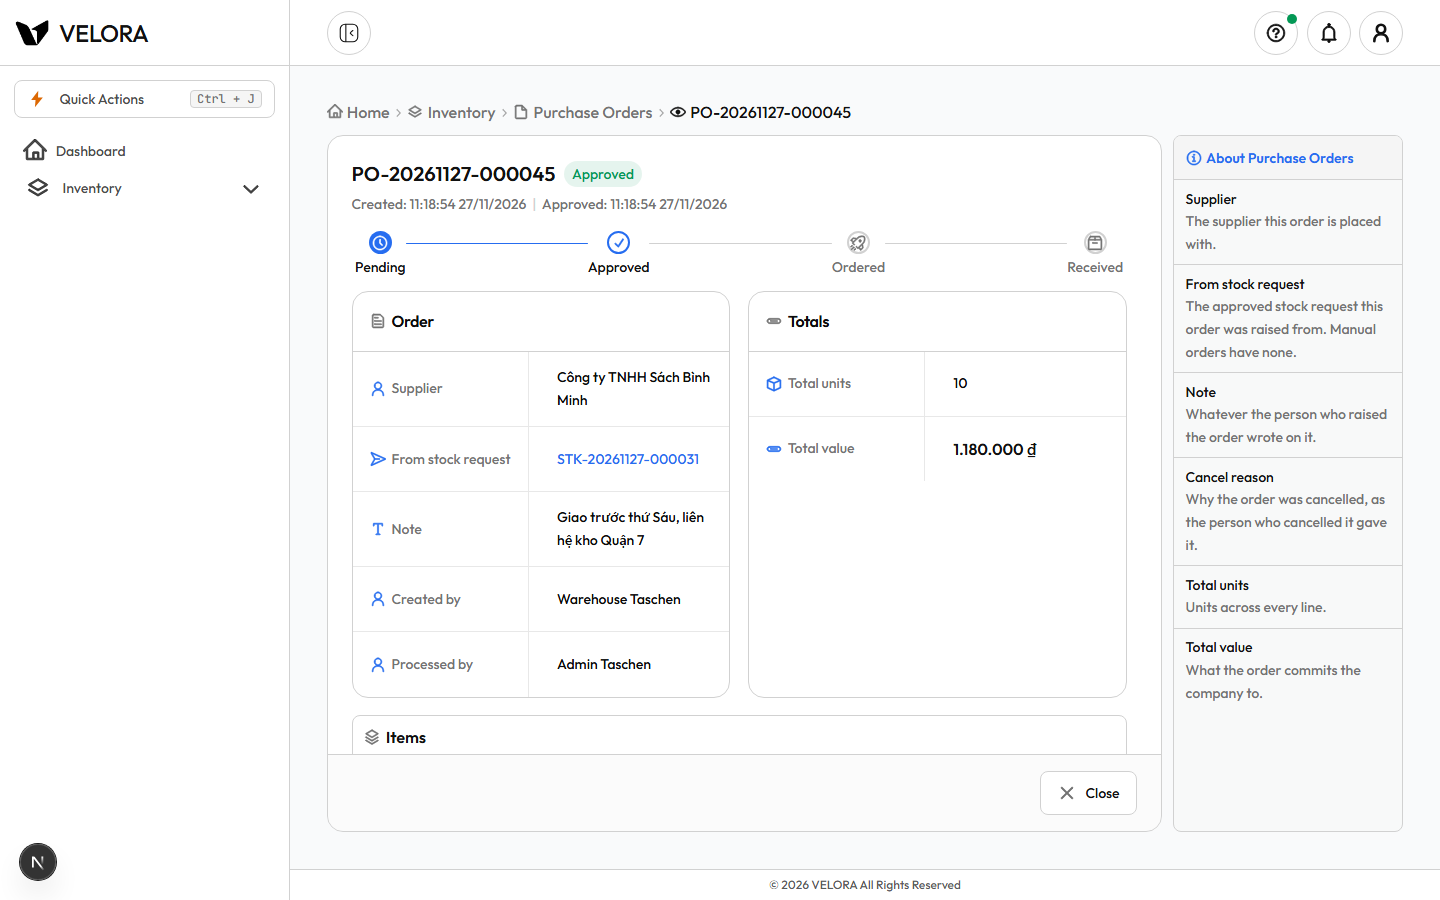 VELORA
Quick Actions
Ctrl + J
Dashboard
Inventory
Home
Inventory
Purchase Orders
PO-20261127-000045
PO-20261127-000045
Approved
Created: 11:18:54 27/11/2026 | Approved: 11:18:54 27/11/2026
Pending
Approved
Ordered
Received
Order
Supplier
Công ty TNHH Sách Bình
Minh
From stock request
STK-20261127-000031
Note
Giao trước thứ Sáu, liên
hệ kho Quận 7
Created by
Warehouse Taschen
Processed by
Admin Taschen
Totals
Total units
10
Total value
1.180.000 ₫
Items
Close
About Purchase Orders
Supplier
The supplier this order is placed
with.
From stock request
The approved stock request this
order was raised from. Manual
orders have none.
Note
Whatever the person who raised
the order wrote on it.
Cancel reason
Why the order was cancelled, as
the person who cancelled it gave
it.
Total units
Units across every line.
Total value
What the order commits the
company to.
N
© 2026 VELORA All Rights Reserved